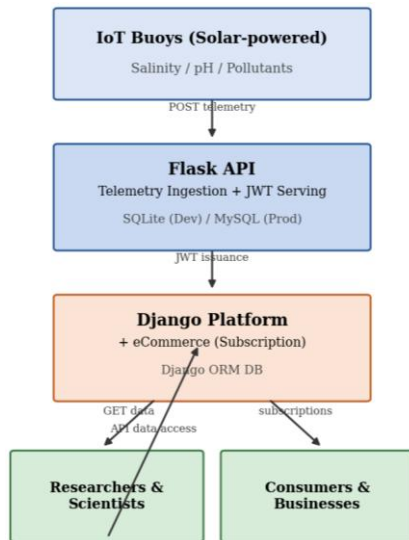 IoT Buoys (Solar-powered)
Salinity / pH / Pollutants
POST telemetry
Flask API
Telemetry Ingestion + JWT Serving
SQLite (Dev) / MySQL (Prod)
JWT issuance
Django Platform
+ eCommerce (Subscription)
Django ORM DB
GET data
subscriptions
API data access
Researchers &
Scientists
Consumers &
Businesses